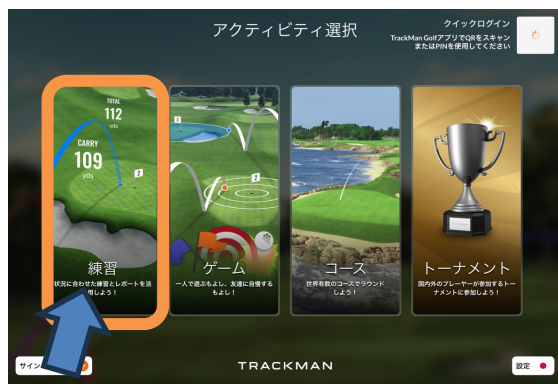 アクティビティ選択
クイックログイン
TrackMan GolfアプリでQRをスキャン
またはPINを使用してください
TOTAL
112
yds
CARRY
109
yds
2
練習
状況に合わせた練習とレポートを活
用しよう！
3
2
ゲーム
一人で遊ぶもよし、友達に自慢する
もよし！
コース
世界有数のコースでラウンド
しよう！
トーナメント
国内外のプレーヤーが参加するトー
ナメントに参加しよう！
サイン
TRACKMAN
設定